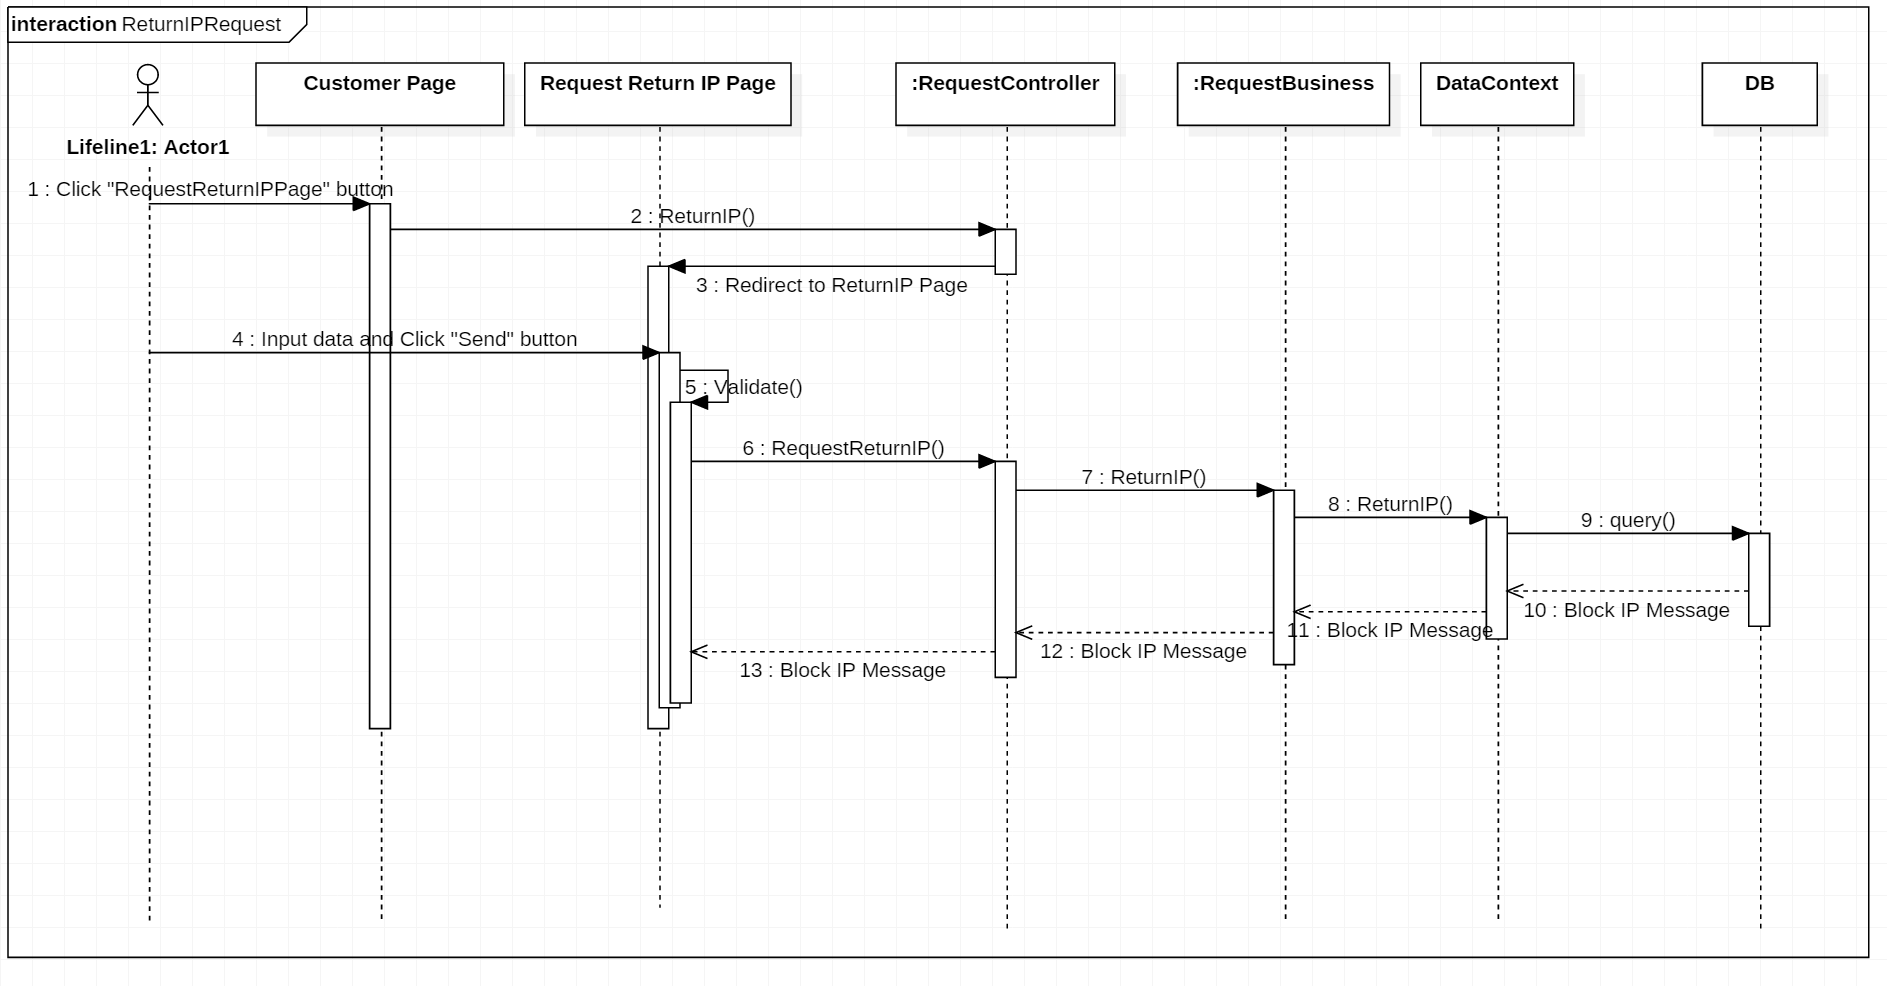 interaction ReturnIPRequest
Customer Page
Request Return IP Page
:RequestController
:RequestBusiness
DataContext
DB
Lifeline1: Actor1
1 : Click "RequestReturnIPPage" button
2 : ReturnIP()
3 : Redirect to ReturnIP Page
4 : Input data and Click "Send" button
5 : Validate()
6 : RequestReturnIP()
7 : ReturnIP()
8 : ReturnIP()
9 : query()
10 : Block IP Message
11 : Block IP Message
12 : Block IP Message
13 : Block IP Message